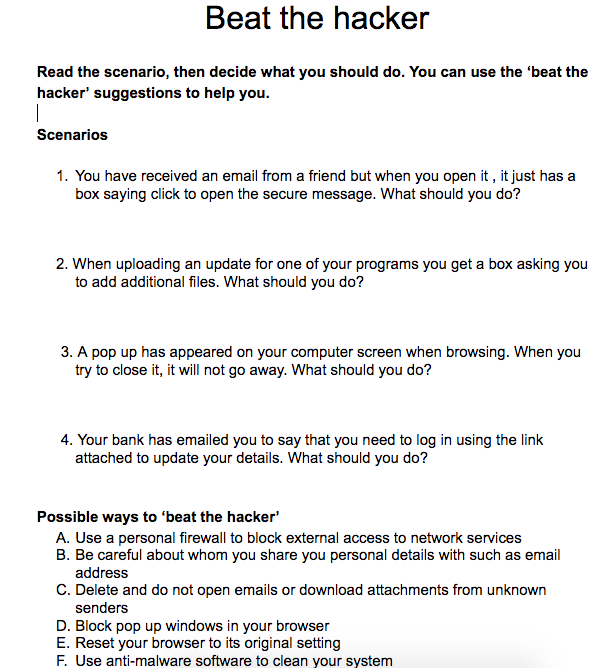 Beat the hacker
Read the scenario, then decide what you should do. You can use the ‘beat the
hacker’ suggestions to help you.
Scenarios
1. You have received an email from a friend but when you open it , it just has a
box saying click to open the secure message. What should you do?
2. When uploading an update for one of your programs you get a box asking you
to add additional files. What should you do?
3. A pop up has appeared on your computer screen when browsing. When you
try to close it, it will not go away. What should you do?
4. Your bank has emailed you to say that you need to log in using the link
attached to update your details. What should you do?
Possible ways to ‘beat the hacker’
A. Use a personal firewall to block external access to network services
B. Be careful about whom you share you personal details with such as email
address
C. Delete and do not open emails or download attachments from unknown
senders
D. Block pop up windows in your browser
E. Reset your browser to its original setting
F. Use anti-malware software to clean your system